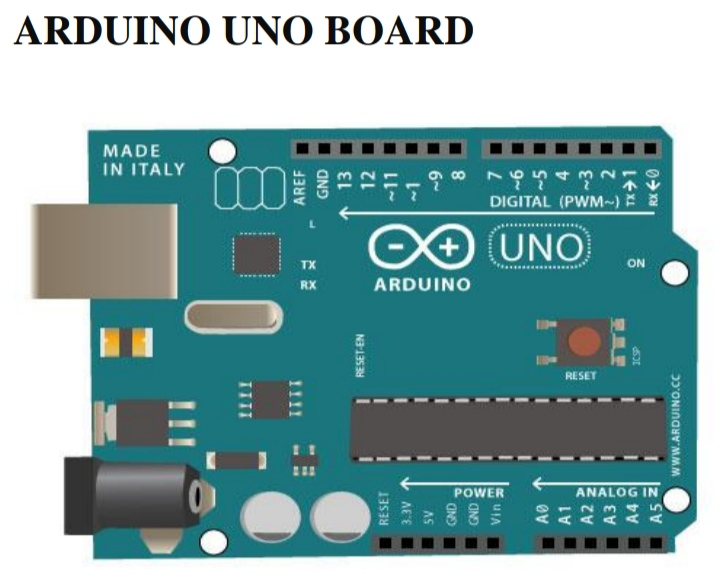 ARDUINO UNO BOARD
MADE
IN ITALY
AREF
GND
13
12
~11
~1
~9
8
7
~6
~5
4
~3
2
TX→1
RX←0
DIGITAL (PWM~)
L
TX
RX
UNO
ARDUINO
ON
RESET-EN
RESET
ICSP
WWW.ARDUINO.CC
POWER
ANALOG IN
RESET
3.3V
5V
GND
GND
Vin
A0
A1
A2
A3
A4
A5